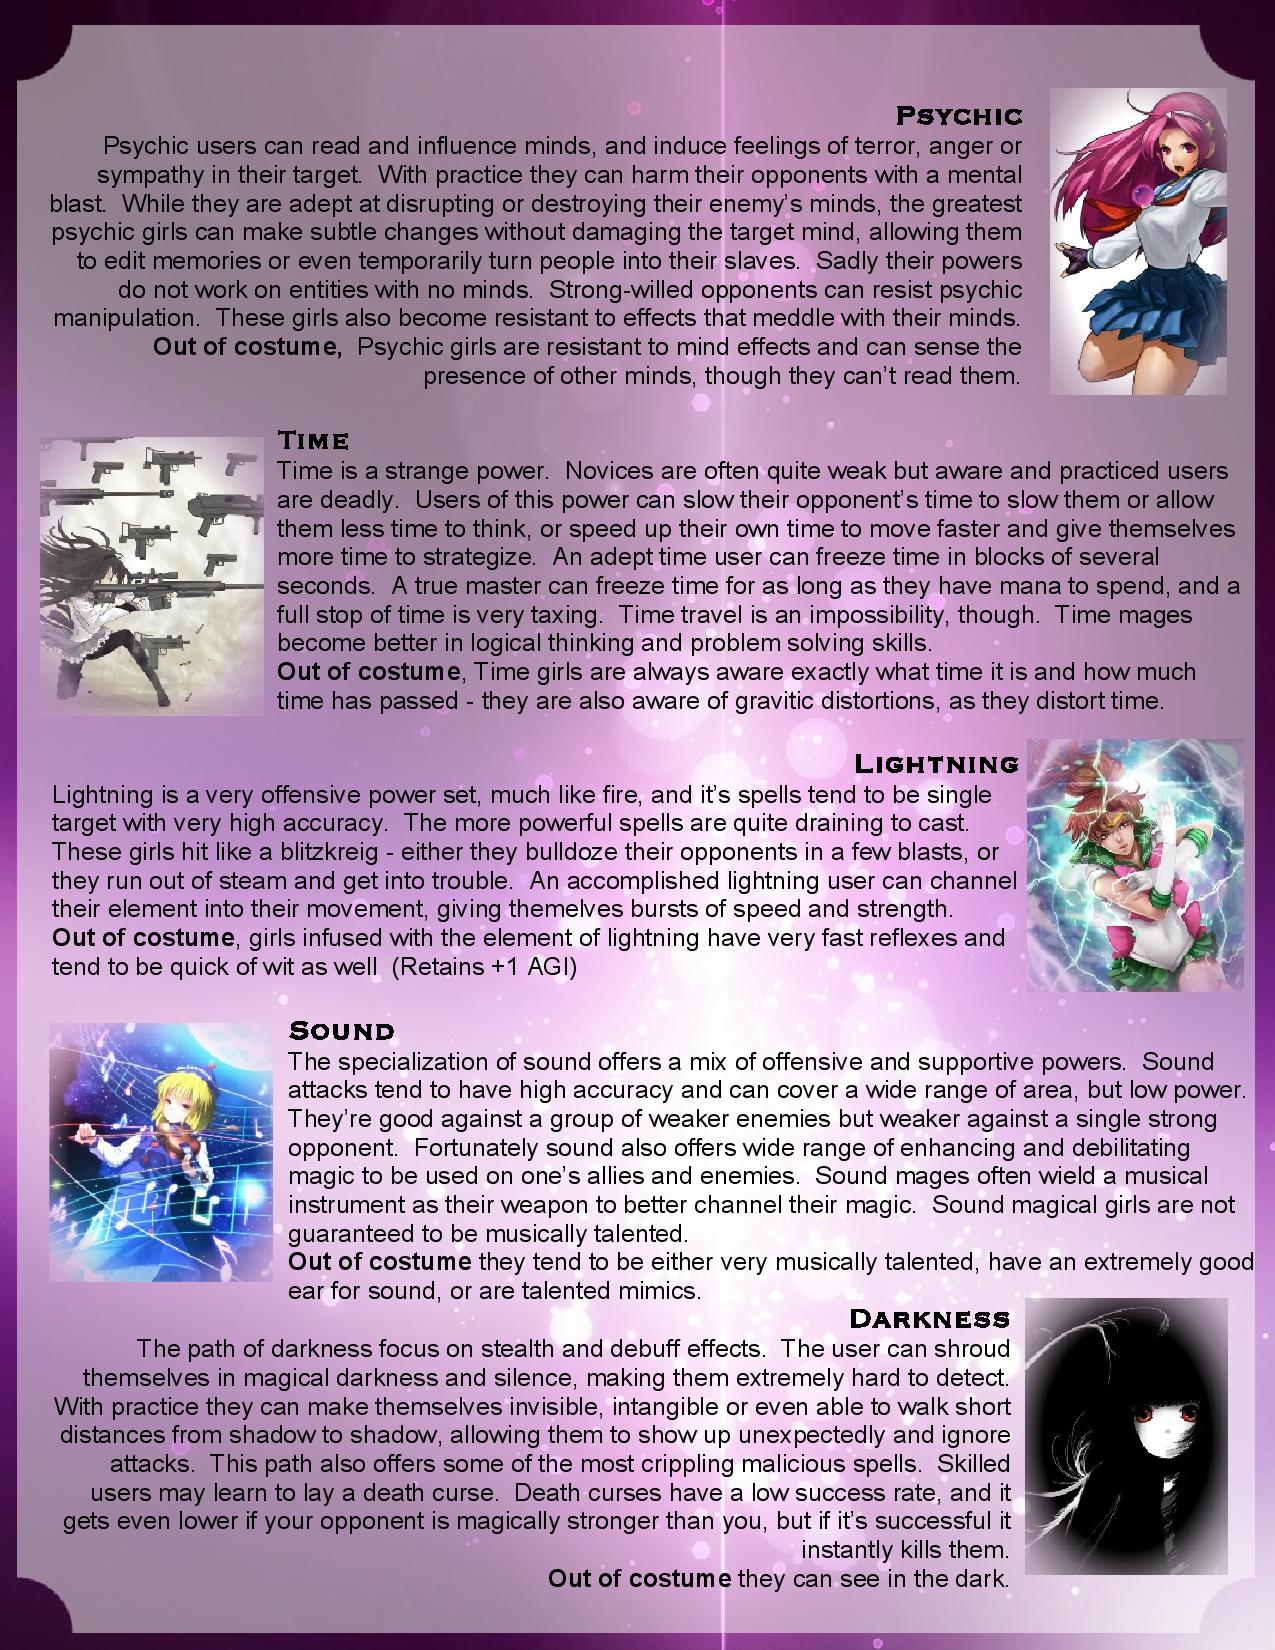 Psychic
Psychic users can read and influence minds, and induce feelings of terror, anger or
sympathy in their target.  With practice they can harm their opponents with a mental
blast.  While they are adept at disrupting or destroying their enemy's minds, the greatest
psychic girls can make subtle changes without damaging the target mind, allowing them
to edit memories or even temporarily turn people into their slaves.  Sadly their powers
do not work on entities with no minds.  Strong-willed opponents can resist psychic
manipulation.  These girls also become resistant to effects that meddle with their minds.
Out of costume,  Psychic girls are resistant to mind effects and can sense the
presence of other minds, though they can't read them.
Time
Time is a strange power.  Novices are often quite weak but aware and practiced users
are deadly.  Users of this power can slow their opponent's time to slow them or allow
them less time to think, or speed up their own time to move faster and give themselves
more time to strategize.  An adept time user can freeze time in blocks of several
seconds.  A true master can freeze time for as long as they have mana to spend, and a
full stop of time is very taxing.  Time travel is an impossibility, though.  Time mages
become better in logical thinking and problem solving skills.
Out of costume, Time girls are always aware exactly what time it is and how much
time has passed - they are also aware of gravitic distortions, as they distort time.
Lightning
Lightning is a very offensive power set, much like fire, and it's spells tend to be single
target with very high accuracy.  The more powerful spells are quite draining to cast.
These girls hit like a blitzkreig - either they bulldoze their opponents in a few blasts, or
they run out of steam and get into trouble.  An accomplished lightning user can channel
their element into their movement, giving themselves bursts of speed and strength.
Out of costume, girls infused with the element of lightning have very fast reflexes and
tend to be quick of wit as well  (Retains +1 AGI)
Sound
The specialization of sound offers a mix of offensive and supportive powers.  Sound
attacks tend to have high accuracy and can cover a wide range of area, but low power.
They're good against a group of weaker enemies but weaker against a single strong
opponent.  Fortunately sound also offers wide range of enhancing and debilitating
magic to be used on one's allies and enemies.  Sound mages often wield a musical
instrument as their weapon to better channel their magic.  Sound magical girls are not
guaranteed to be musically talented.
Out of costume they tend to be either very musically talented, have an extremely good
ear for sound, or are talented mimics.
Darkness
The path of darkness focus on stealth and debuff effects.  The user can shroud
themselves in magical darkness and silence, making them extremely hard to detect.
With practice they can make themselves invisible, intangible or even able to walk short
distances from shadow to shadow, allowing them to show up unexpectedly and ignore
attacks.  This path also offers some of the most crippling malicious spells.  Skilled
users may learn to lay a death curse.  Death curses have a low success rate, and it
gets even lower if your opponent is magically stronger than you, but if it's successful it
instantly kills them.
Out of costume they can see in the dark.